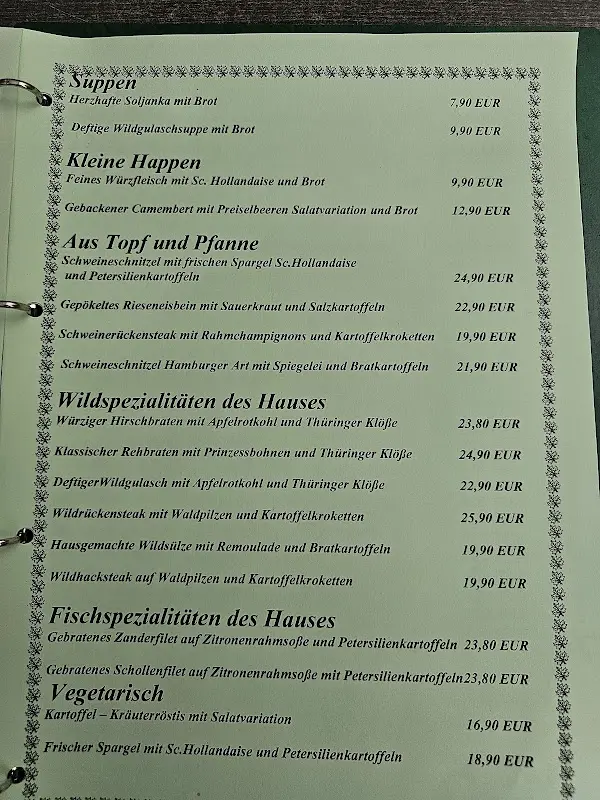 Suppen
Herzhafte Soljanka mit Brot 7,90 EUR
Deftige Wildgulaschsuppe mit Brot 9,90 EUR
Kleine Happen
Feines Würzfleisch mit Sc. Hollandaise und Brot 9,90 EUR
Gebackener Camembert mit Preiselbeeren Salatvariation und Brot 12,90 EUR
Aus Topf und Pfanne
Schweineschnitzel mit frischen Spargel Sc.Hollandaise
und Petersilienkartoffeln 24,90 EUR
Gepökeltes Rieseneisbein mit Sauerkraut und Salzkartoffeln 22,90 EUR
Schweinerückensteak mit Rahmchampignons und Kartoffelkroketten 19,90 EUR
Schweineschnitzel Hamburger Art mit Spiegelei und Bratkartoffeln 21,90 EUR
Wildspezialitäten des Hauses
Würziger Hirschbraten mit Apfelrotkohl und Thüringer Klöße 23,80 EUR
Klassischer Rehbraten mit Prinzessbohnen und Thüringer Klöße 24,90 EUR
DeftigerWildgulasch mit Apfelrotkohl und Thüringer Klöße 22,90 EUR
Wildrückensteak mit Waldpilzen und Kartoffelkroketten 25,90 EUR
Hausgemachte Wildsülze mit Remoulade und Bratkartoffeln 19,90 EUR
Wildhacksteak auf Waldpilzen und Kartoffelkroketten 19,90 EUR
Fischspezialitäten des Hauses
Gebratenes Zanderfilet auf Zitronenrahmsoße und Petersilienkartoffeln 23,80 EUR
Gebratenes Schollenfilet auf Zitronenrahmsoße mit Petersilienkartoffeln23,80 EUR
Vegetarisch
Kartoffel – Kräuterröstis mit Salatvariation 16,90 EUR
Frischer Spargel mit Sc.Hollandaise und Petersilienkartoffeln 18,90 EUR